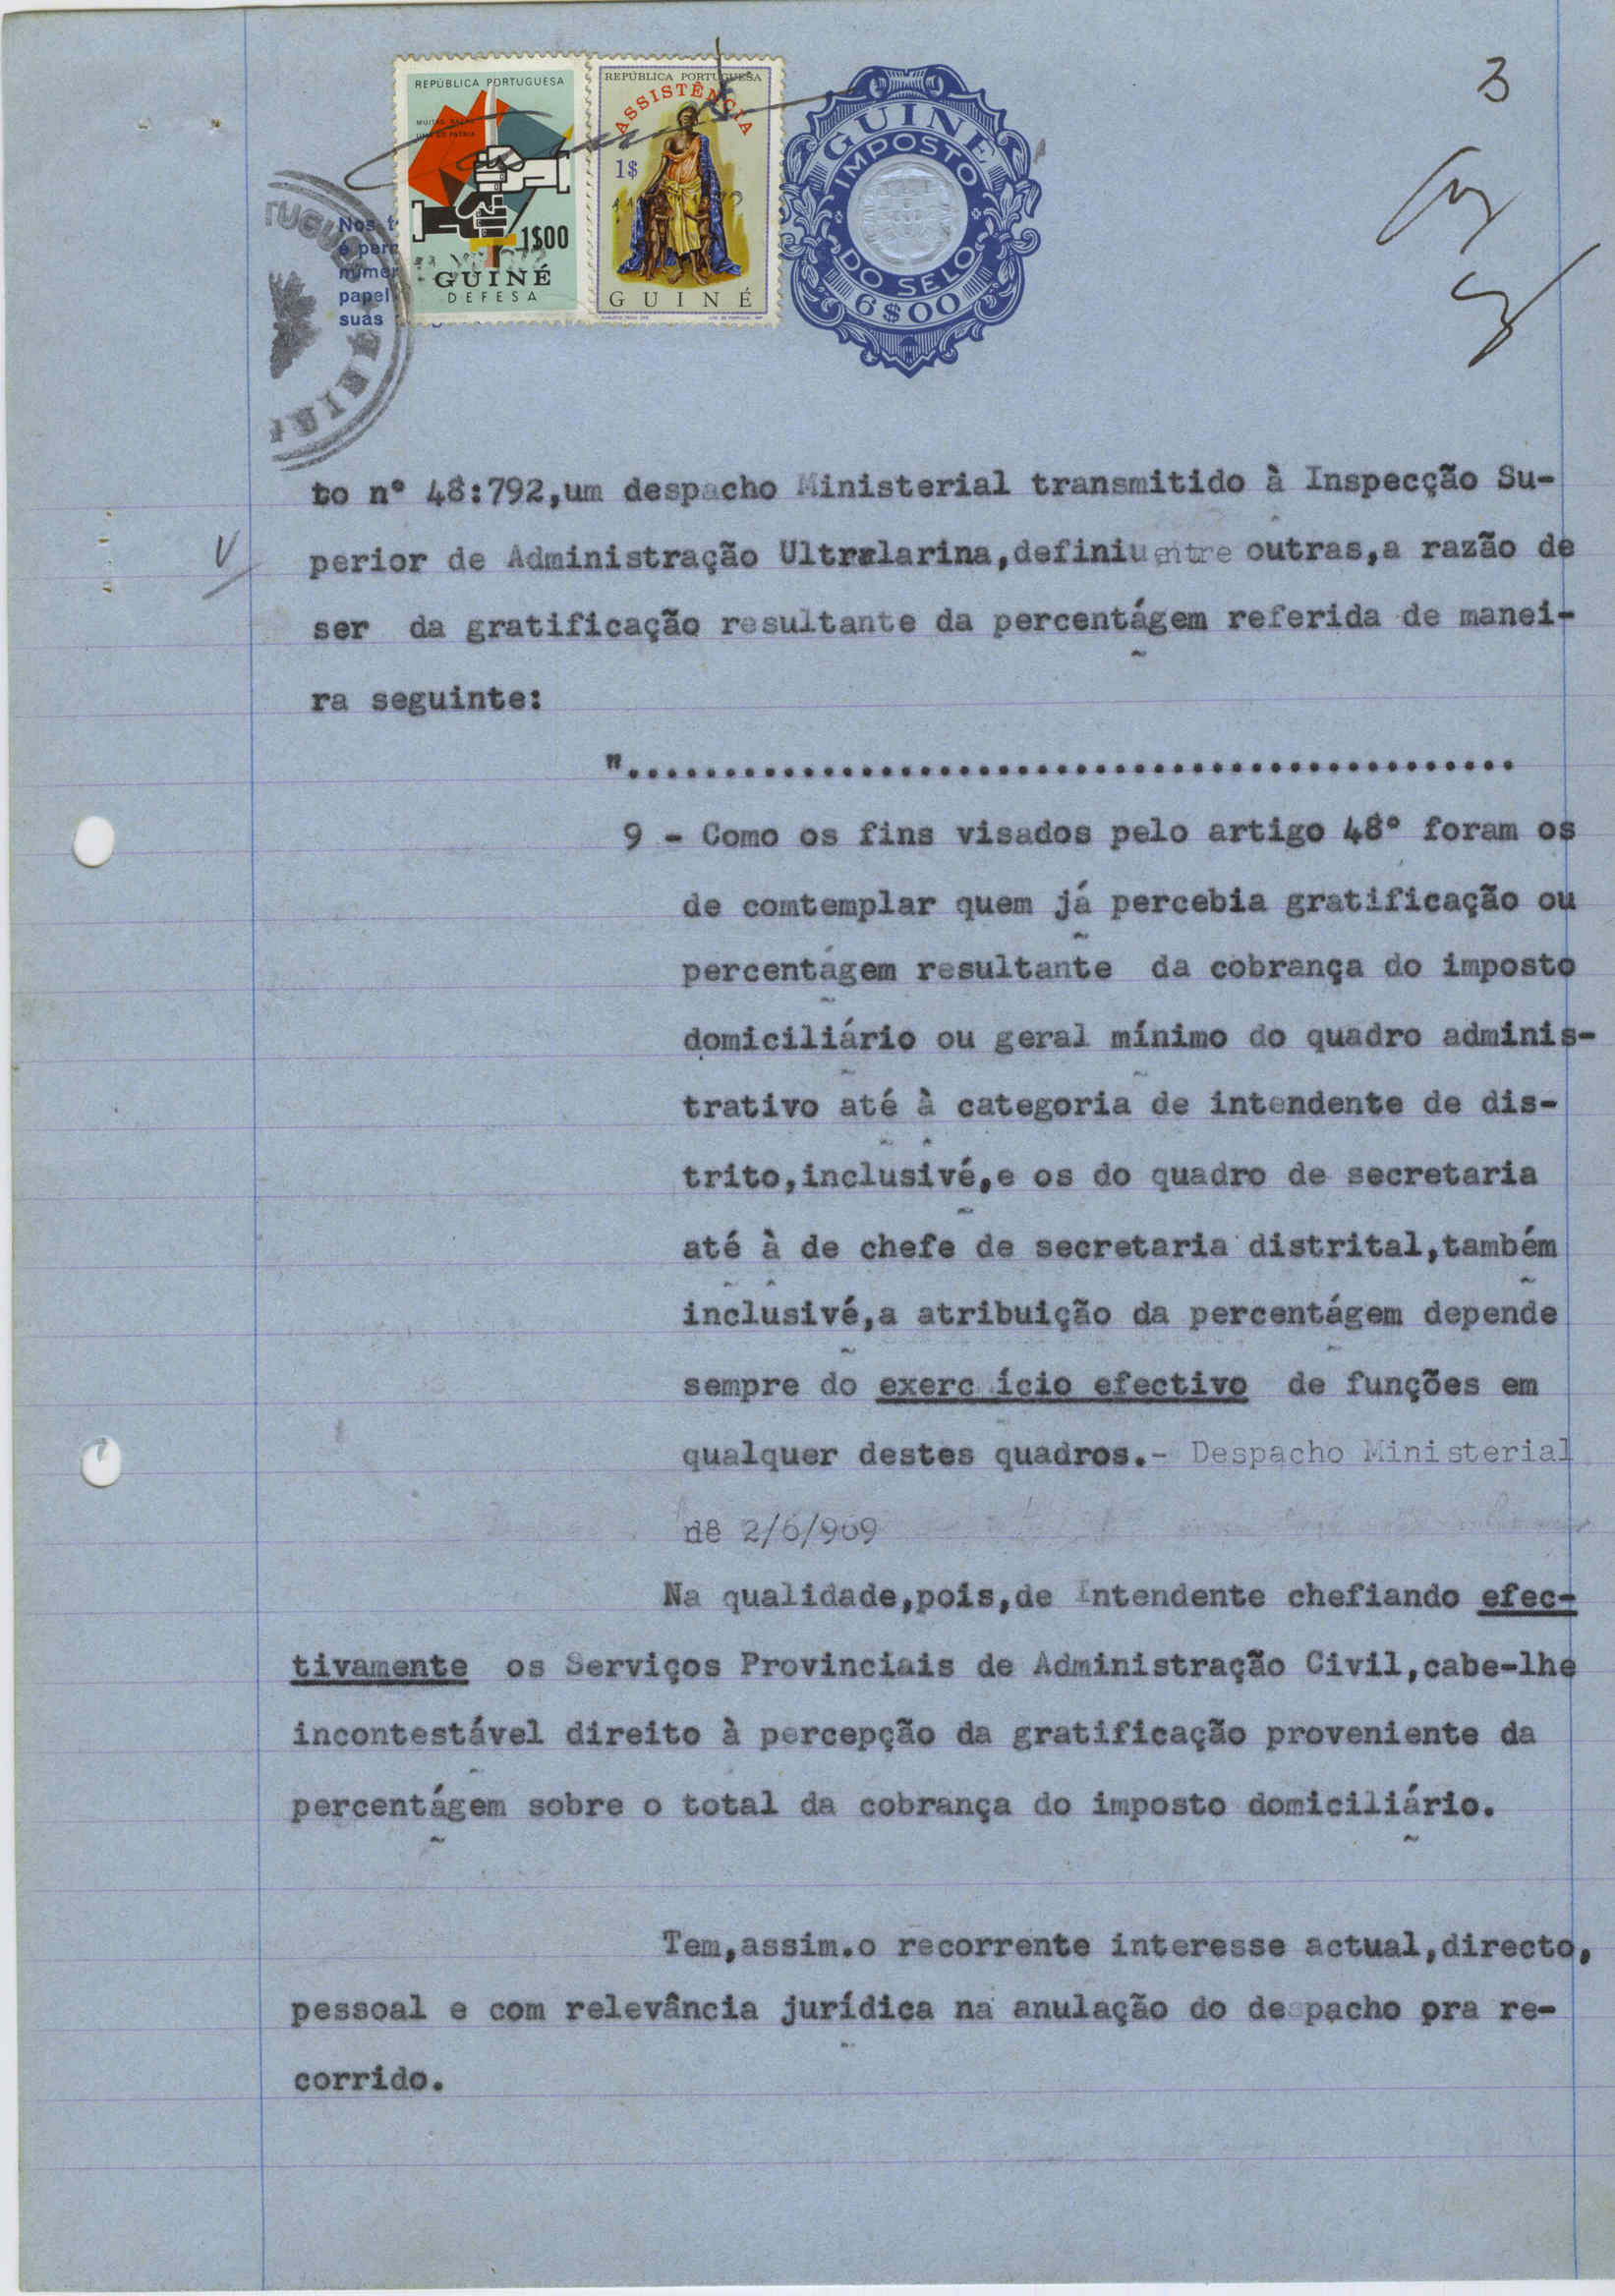 3
REPÚBLICA PORTUGUESA
1$00
GUINÉ
DEFESA
REPÚBLICA PORTUGUESA
ASSISTÊNCIA
1$
GUINÉ
GUINÉ
IMPOSTO
DO SELO
6$00
Nos
e
papel
suas
to nº 48:792,um despacho Ministerial transmitido à Inspecção Su-
perior de Administração Ultralarina,definiu entre outras,a razão de
ser da gratificação resultante da percentágem referida de manei-
ra seguinte:
"...............................................
9 - Como os fins visados pelo artigo 48º foram os
de comtemplar quem já percebia gratificação ou
percentágem resultante da cobrança do imposto
domiciliário ou geral mínimo do quadro adminis-
trativo até à categoria de intendente de dis-
trito,inclusivé,e os do quadro de secretaria
até à de chefe de secretaria distrital,também
inclusivé,a atribuição da percentágem depende
sempre do exerc ício efectivo de funções em
qualquer destes quadros.- Despacho Ministerial
de 2/6/969
Na qualidade,pois,de Intendente chefiando efec-
tivamente os Serviços Provinciais de Administração Civil,cabe-lhe
incontestável direito à percepção da gratificação proveniente da
percentágem sobre o total da cobrança do imposto domiciliário.
Tem,assim.o recorrente interesse actual,directo,
pessoal e com relevância jurídica na anulação do despacho ora re-
corrido.